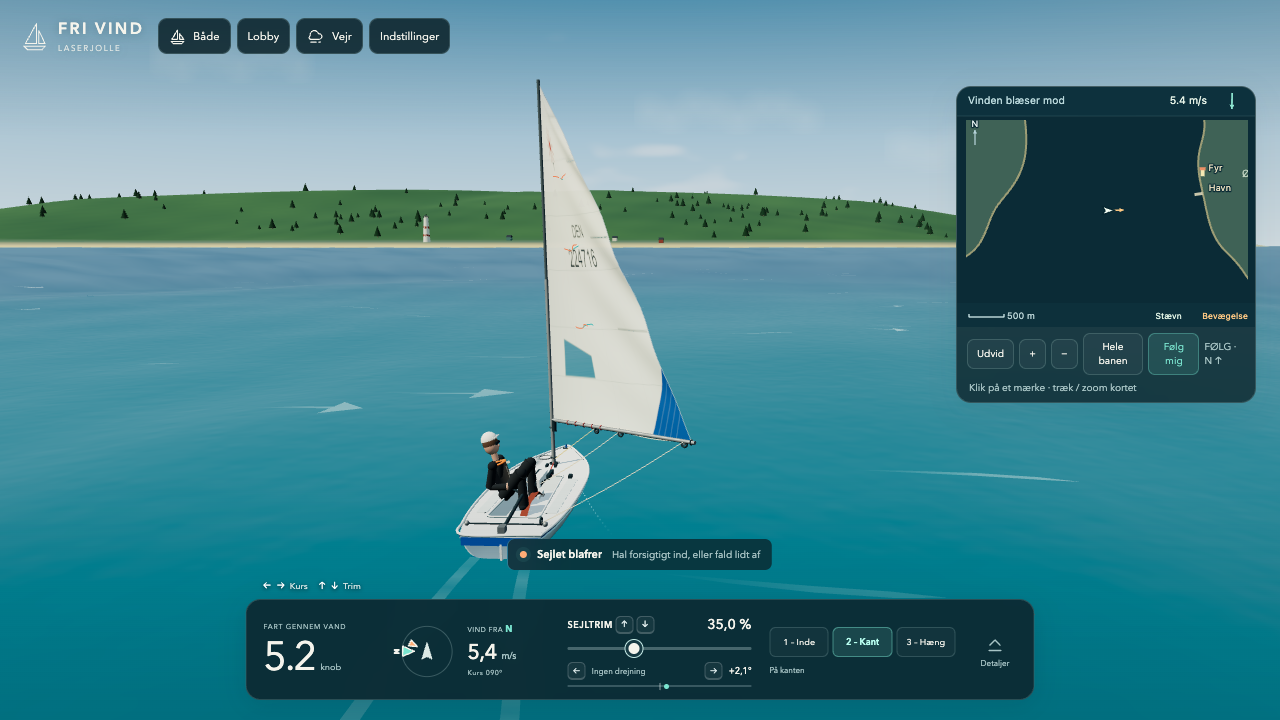 FRI VIND
LASERJOLLE
Både
Lobby
Vejr
Indstillinger
Vinden blæser mod
5.4 m/s
N
Fyr
Ø
Havn
500 m
Stævn
Bevægelse
Udvid
+
−
Hele banen
Følg mig
FØLG · N ↑
Klik på et mærke · træk / zoom kortet
DEN
224716
Sejlet blafrer
Hal forsigtigt ind, eller fald lidt af
← → Kurs ↑ ↓ Trim
FART GENNEM VAND
5.2 knob
VIND FRA N
5,4 m/s
Kurs 090°
SEJLTRIM ↑ ↓
35,0 %
← Ingen drejning → +2,1°
1 – Inde
2 – Kant
3 – Hæng
På kanten
Detaljer